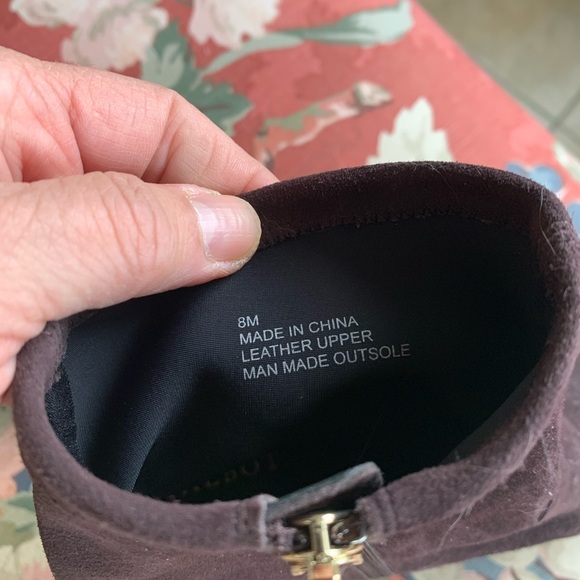 8M
MADE IN CHINA
LEATHER UPPER
MAN MADE OUTSOLE